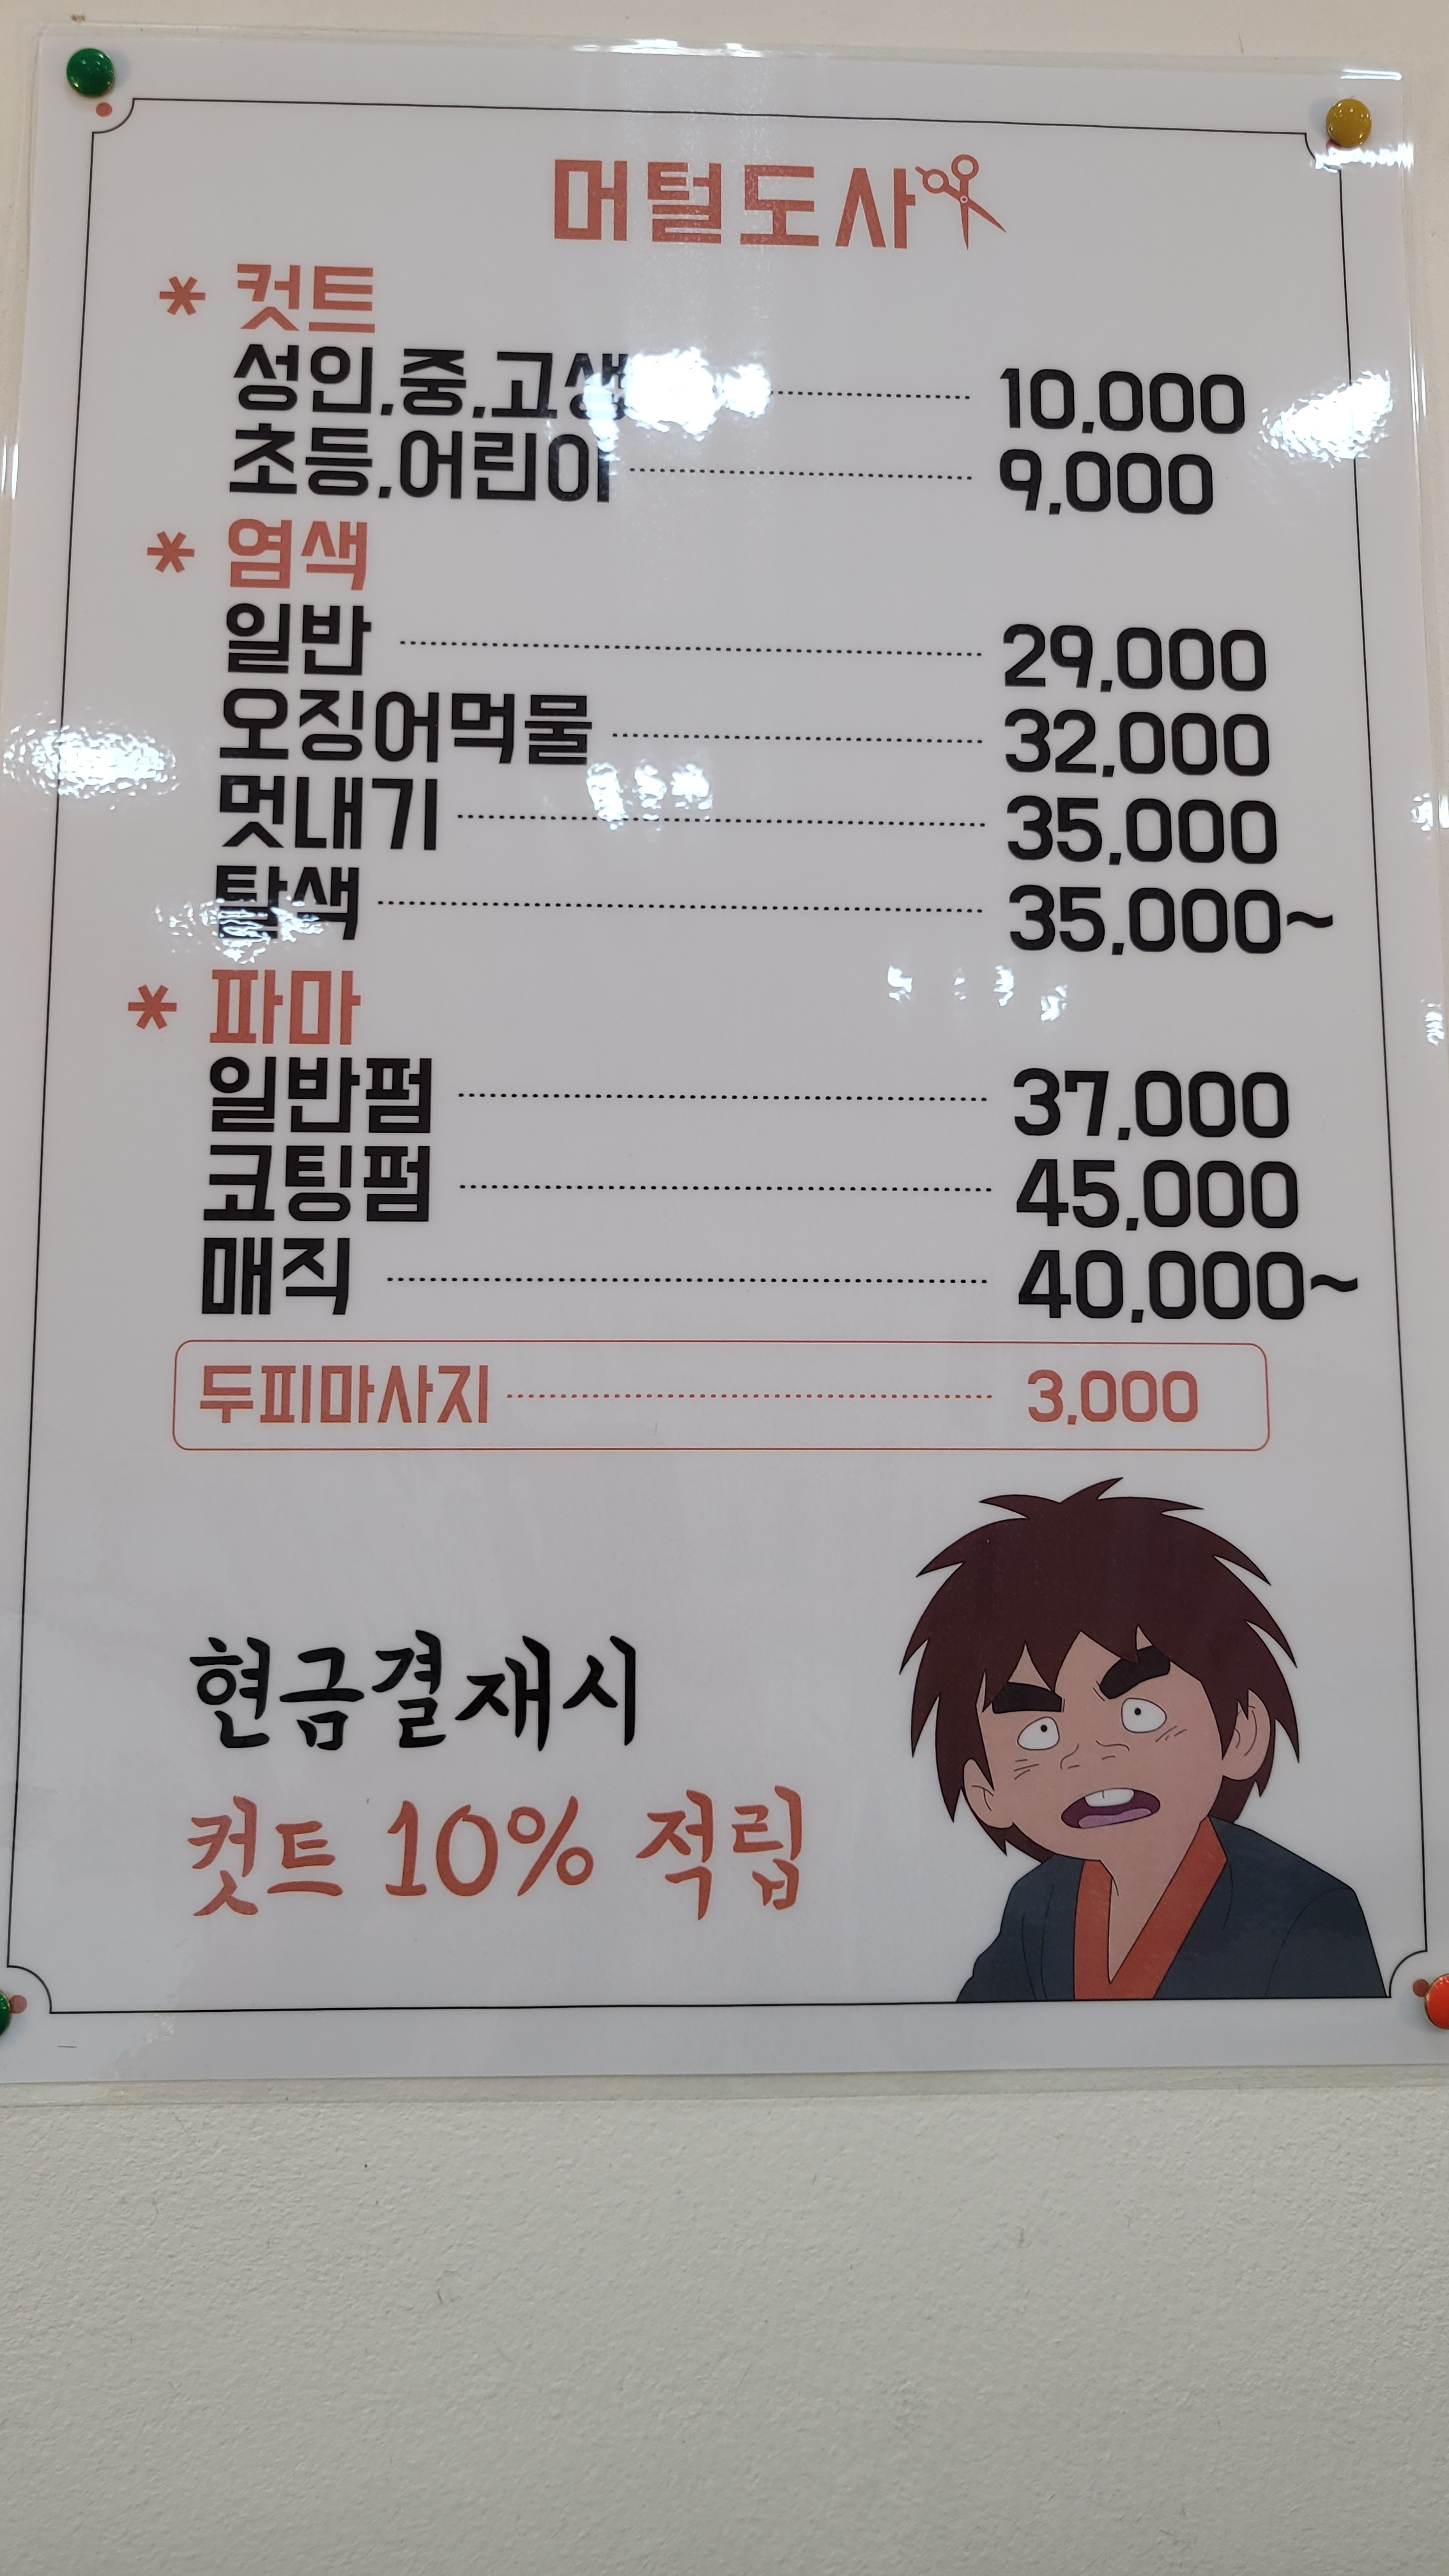 머털도사
* 컷트
성인,중,고생 10,000
초등,어린이 9,000
* 염색
일반 29,000
오징어먹물 32,000
멋내기 35,000
탈색 35,000~
* 파마
일반펌 37,000
코팅펌 45,000
매직 40,000~
두피마사지 3,000
현금결재시
컷트 10% 적립